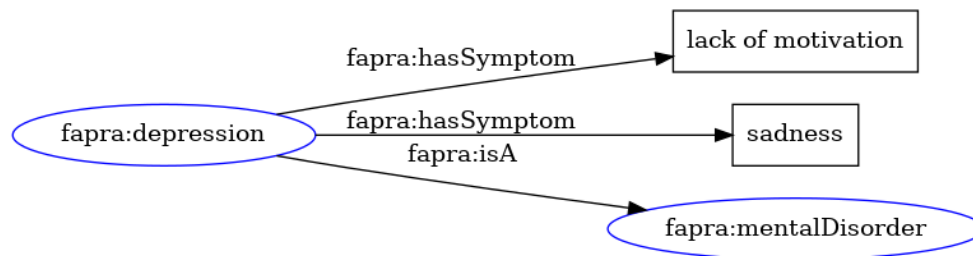 lack of motivation
fapra:hasSymptom
fapra:depression
fapra:hasSymptom
sadness
fapra:isA
fapra:mentalDisorder